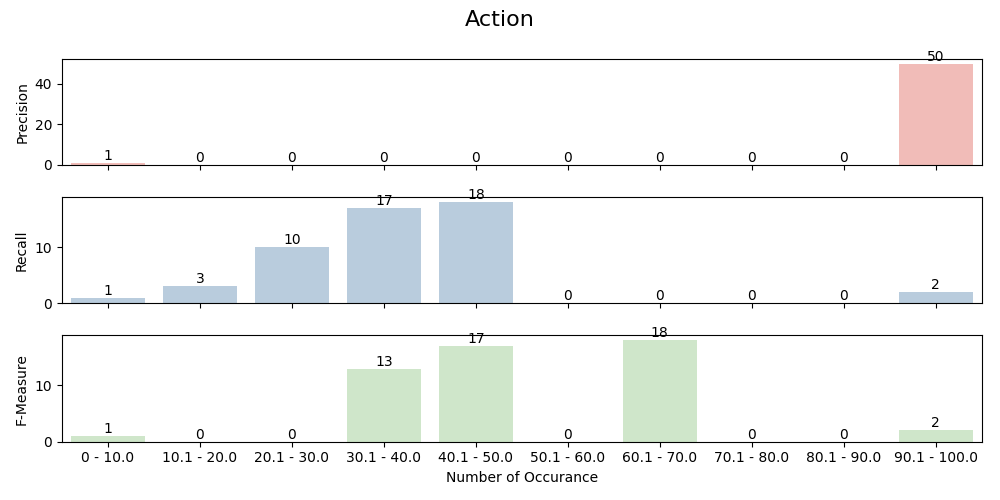 Action
Precision
40
20
0
1 0 0 0 0 0 0 0 0 50
Recall
10
0
1 3 10 17 18 0 0 0 0 2
F-Measure
10
0
1 0 0 13 17 0 18 0 0 2
0 - 10.0 10.1 - 20.0 20.1 - 30.0 30.1 - 40.0 40.1 - 50.0 50.1 - 60.0 60.1 - 70.0 70.1 - 80.0 80.1 - 90.0 90.1 - 100.0
Number of Occurance